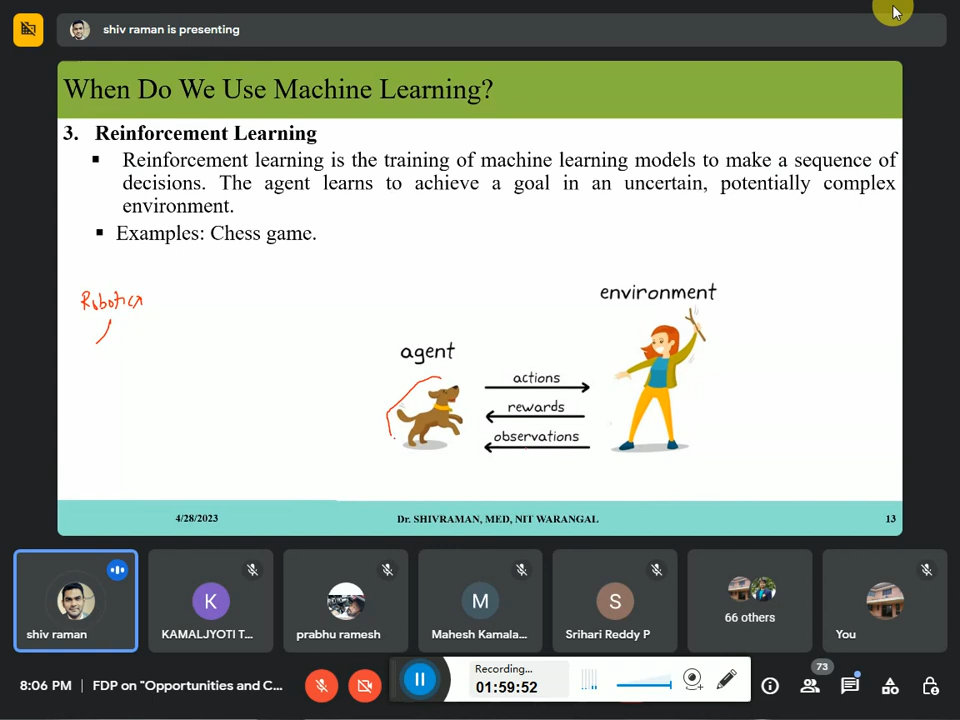 shiv raman is presenting
When Do We Use Machine Learning?
3. Reinforcement Learning
▪ Reinforcement learning is the training of machine learning models to make a sequence of
decisions. The agent learns to achieve a goal in an uncertain, potentially complex
environment.
▪ Examples: Chess game.
Robotics
environment
agent
actions
rewards
observations
4/28/2023
Dr. SHIVRAMAN, MED, NIT WARANGAL
13
K
M
S
66 others
shiv raman
KAMALJYOTI T...
prabhu ramesh
Mahesh Kamala...
Srihari Reddy P
You
8:06 PM
FDP on "Opportunities and C...
Recording...
01:59:52
73